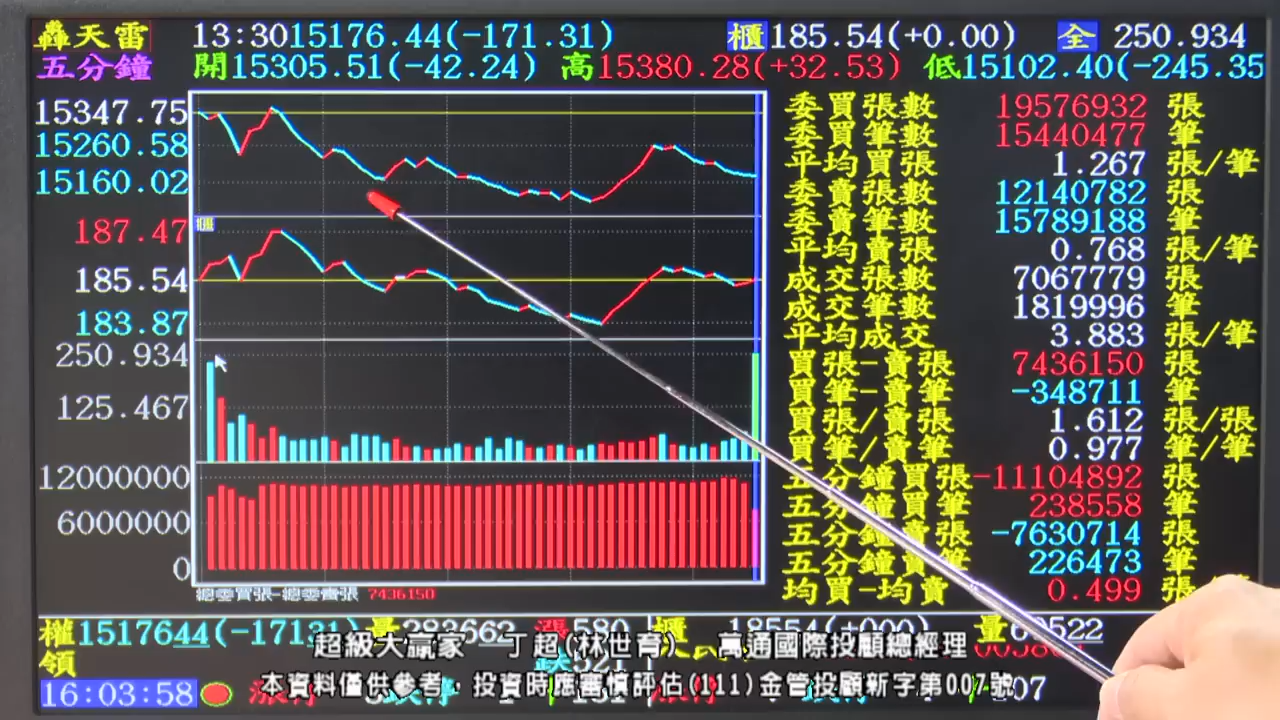 轟天雷 13:30 15176.44(-171.31) 櫃 185.54(+0.00) 全 250.934
五分鐘 開15305.51(-42.24) 高15380.28(+32.53) 低15102.40(-245.35
15347.75
15260.58
15160.02
187.47
185.54
183.87
250.934
125.467
12000000
6000000
0
櫃
委買張數 19576932 張
委買筆數 15440477 筆
平均買張 1.267 張/筆
委賣張數 12140782 張
委賣筆數 15789188 筆
平均賣張 0.768 張/筆
成交張數 7067779 張
成交筆數 1819996 筆
平均成交 3.883 張/筆
買張-賣張 7436150 張
買筆-賣筆 -348711 筆
買張/賣張 1.612 張/張
買筆/賣筆 0.977 筆/筆
五分鐘買張 -11104892 張
五分鐘買筆 238558 筆
五分鐘賣張 -7630714 張
五分鐘賣筆 226473 筆
均買-均賣 0.499
總委買張-總委賣張 7436150
權 1517644(-17131) 量283662 漲580 櫃 18554(+000)
領
超級大贏家 丁超(林世育) 萬通國際投顧總經理
本資料僅供參考，投資時應審慎評估(111)金管投顧新字第007號
16:03:58